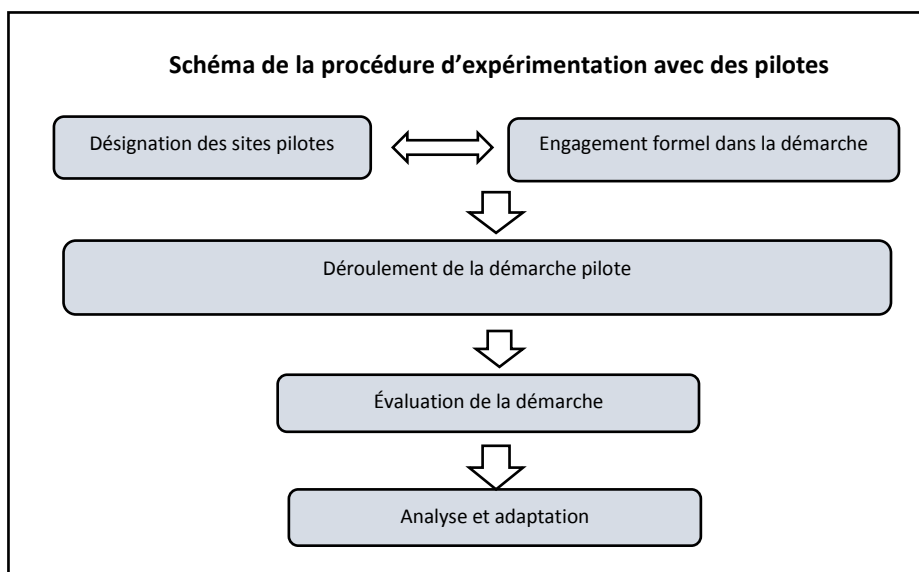 Schéma de la procédure d’expérimentation avec des pilotes
Désignation des sites pilotes
Engagement formel dans la démarche
Déroulement de la démarche pilote
Évaluation de la démarche
Analyse et adaptation